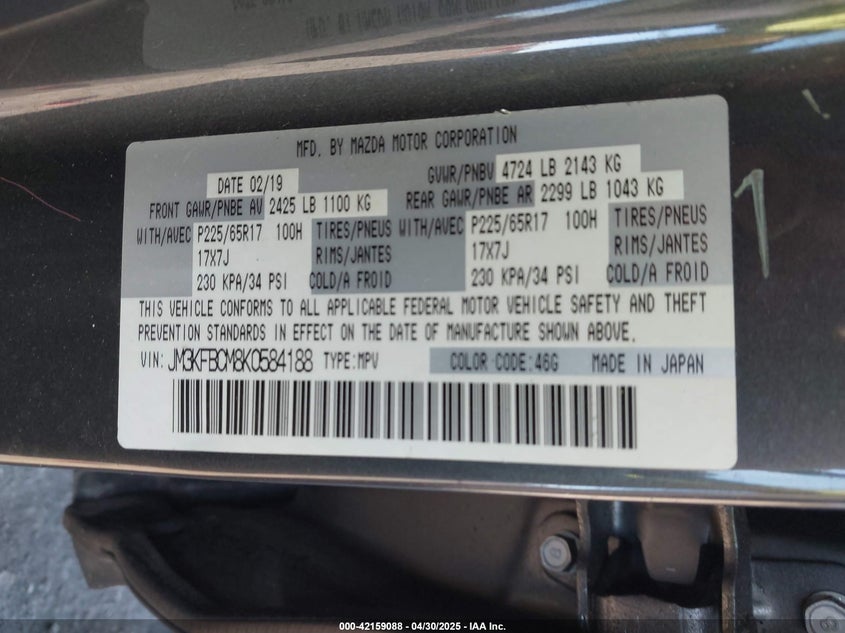 MFD. BY MAZDA MOTOR CORPORATION
DATE 02/19 GVWR/PNBV 4724 LB 2143 KG
FRONT GAWR/PNBE AV 2425 LB 1100 KG REAR GAWR/PNBE AR 2299 LB 1043 KG
WITH/AVEC P225/65R17 100H TIRES/PNEUS WITH/AVEC P225/65R17 100H TIRES/PNEUS
17X7J RIMS/JANTES 17X7J RIMS/JANTES
230 KPA/34 PSI COLD/A FROID 230 KPA/34 PSI COLD/A FROID
THIS VEHICLE CONFORMS TO ALL APPLICABLE FEDERAL MOTOR VEHICLE SAFETY AND THEFT
PREVENTION STANDARDS IN EFFECT ON THE DATE OF MANUFACTURE SHOWN ABOVE.
VIN: JM3KFBCM8K0584188 TYPE:MPV COLOR CODE:46G MADE IN JAPAN
000-42159088 - 04/30/2025 - IAA Inc.